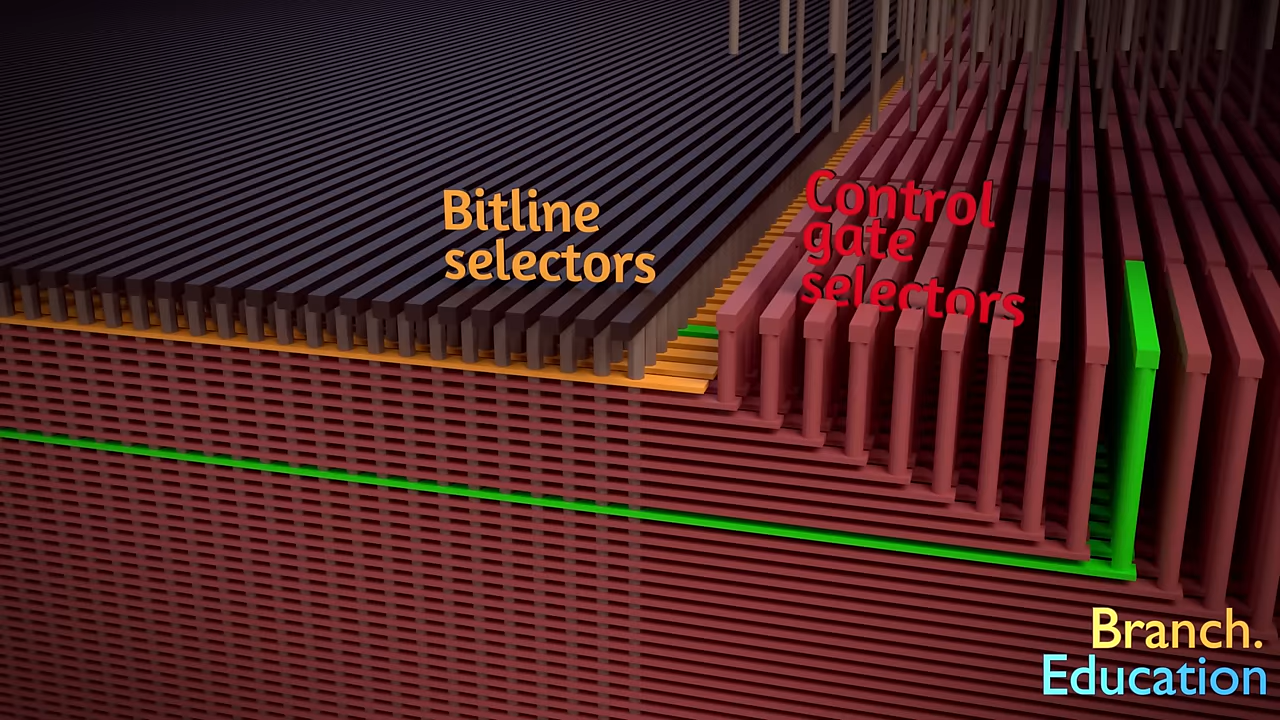 Bitline
selectors
Control
gate
selectors
Branch.
Education